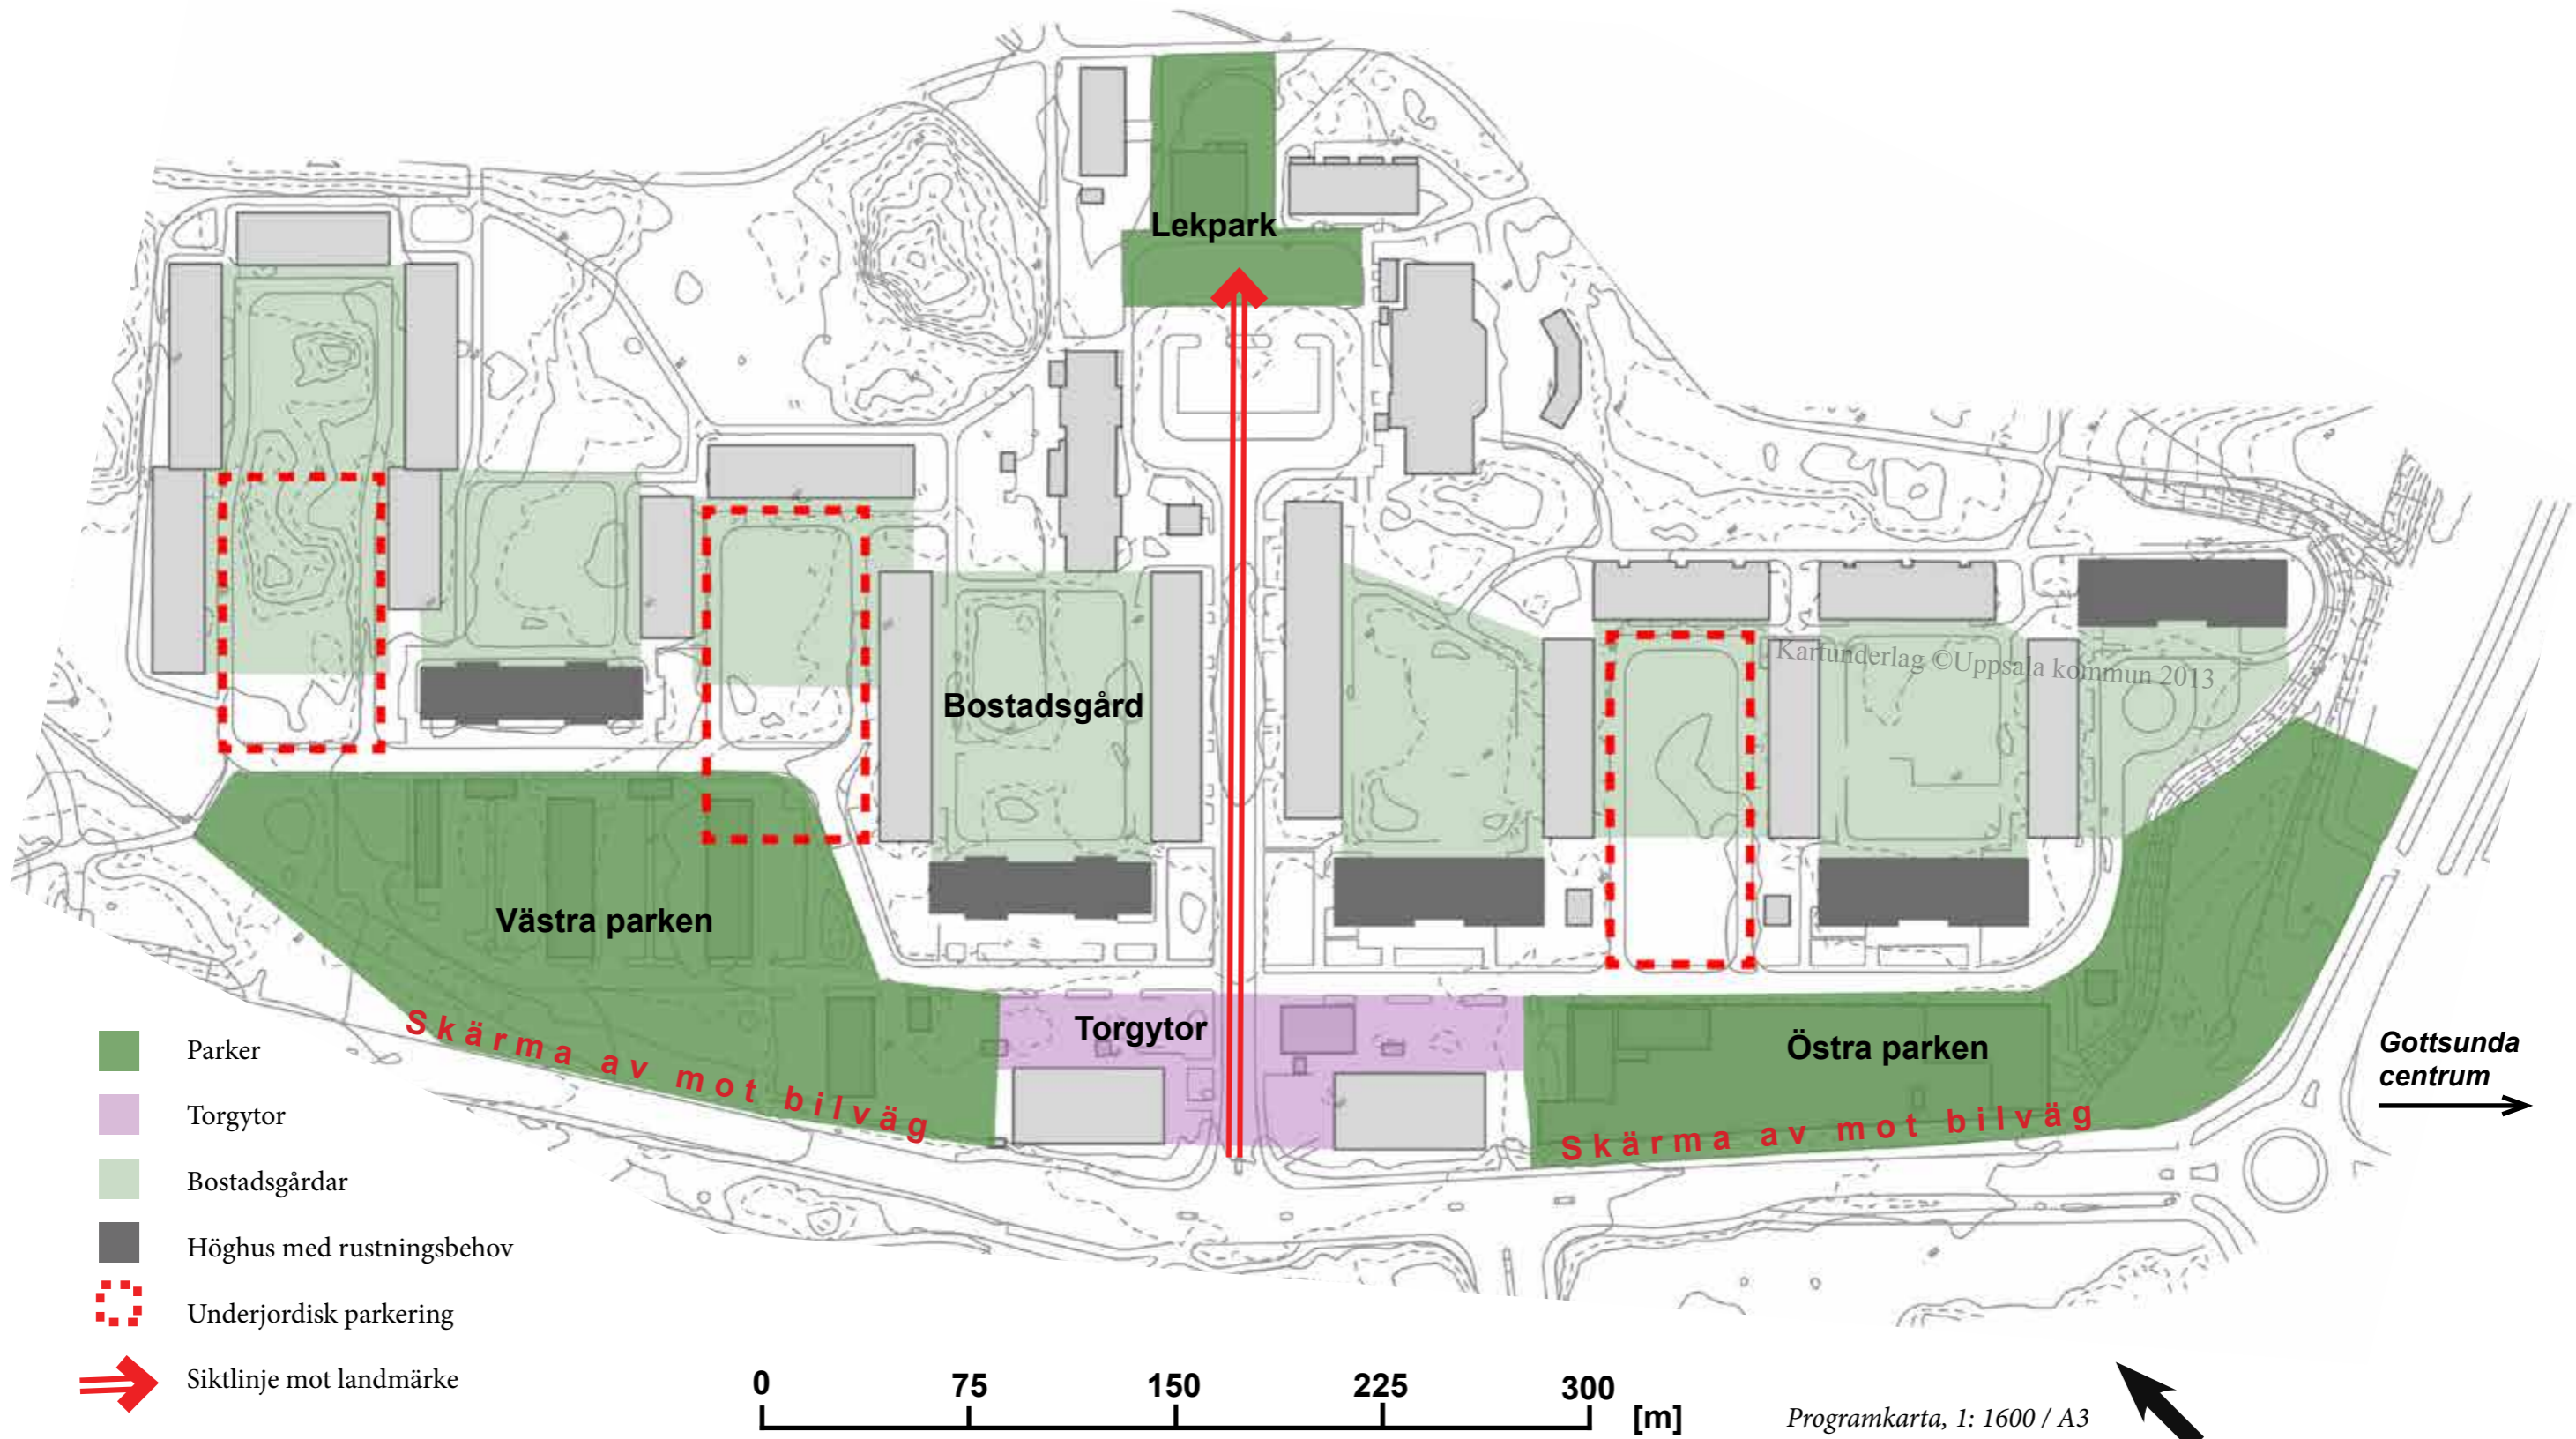 Lekpark
Kartunderlag ©Uppsala kommun 2013
Bostadsgård
Västra parken
Torgytor
Östra parken
Skärma av mot bilväg
Skärma av mot bilväg
Gottsunda
centrum
Parker
Torgytor
Bostadsgårdar
Höghus med rustningsbehov
Underjordisk parkering
Siktlinje mot landmärke
0 75 150 225 300
[m]
Programkarta, 1: 1600 / A3